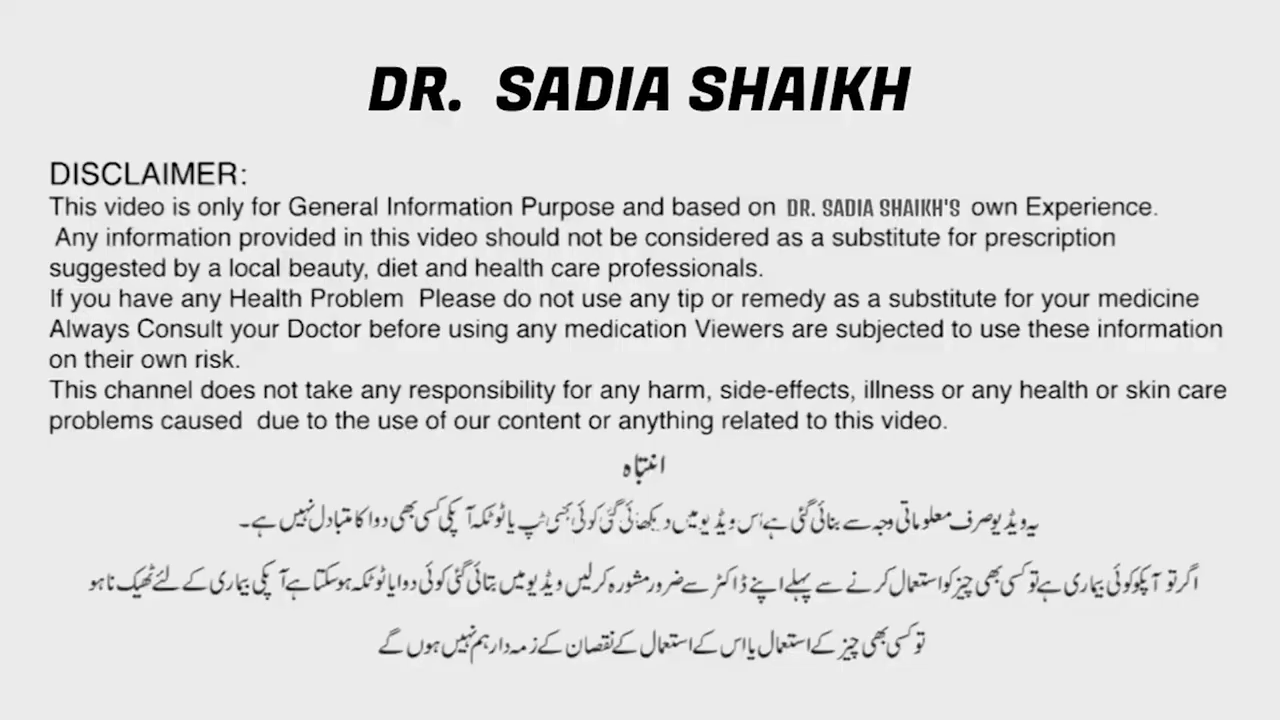 DR. SADIA SHAIKH
DISCLAIMER:
This video is only for General Information Purpose and based on DR. SADIA SHAIKH'S own Experience.
Any information provided in this video should not be considered as a substitute for prescription
suggested by a local beauty, diet and health care professionals.
If you have any Health Problem Please do not use any tip or remedy as a substitute for your medicine
Always Consult your Doctor before using any medication Viewers are subjected to use these information
on their own risk.
This channel does not take any responsibility for any harm, side-effects, illness or any health or skin care
problems caused due to the use of our content or anything related to this video.
انتباہ
یہ ویڈیو صرف معلوماتی وجہ سے بنائی گئی ہے اس ویڈیو میں دیکھائی گئی کوئی بھی ٹپ یا ٹوٹکہ آپکی کسی بھی دوا کا متبادل نہیں ہے۔
اگر تو آپکو کوئی بیماری ہے تو کسی بھی چیز کو استعمال کرنے سے پہلے اپنے ڈاکٹر سے ضرور مشورہ کرلیں ویڈیو میں بتائی گئی کوئی دوا یا ٹوٹکہ ہو سکتا ہے آپکی بیماری کے لئے ٹھیک نا ہو
تو کسی بھی چیز کے استعمال یا اس کے استعمال کے نقصان کے زمہ دار ہم نہیں ہوں گے